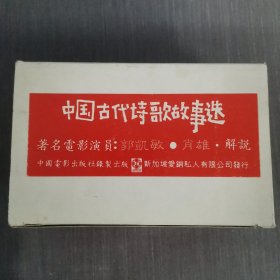 中国古代诗歌故事选
著名電影演員：郭凱敏●肖雄·解說
中國電影出版社錄製出版 新加坡愛鋼私人有限公司發行